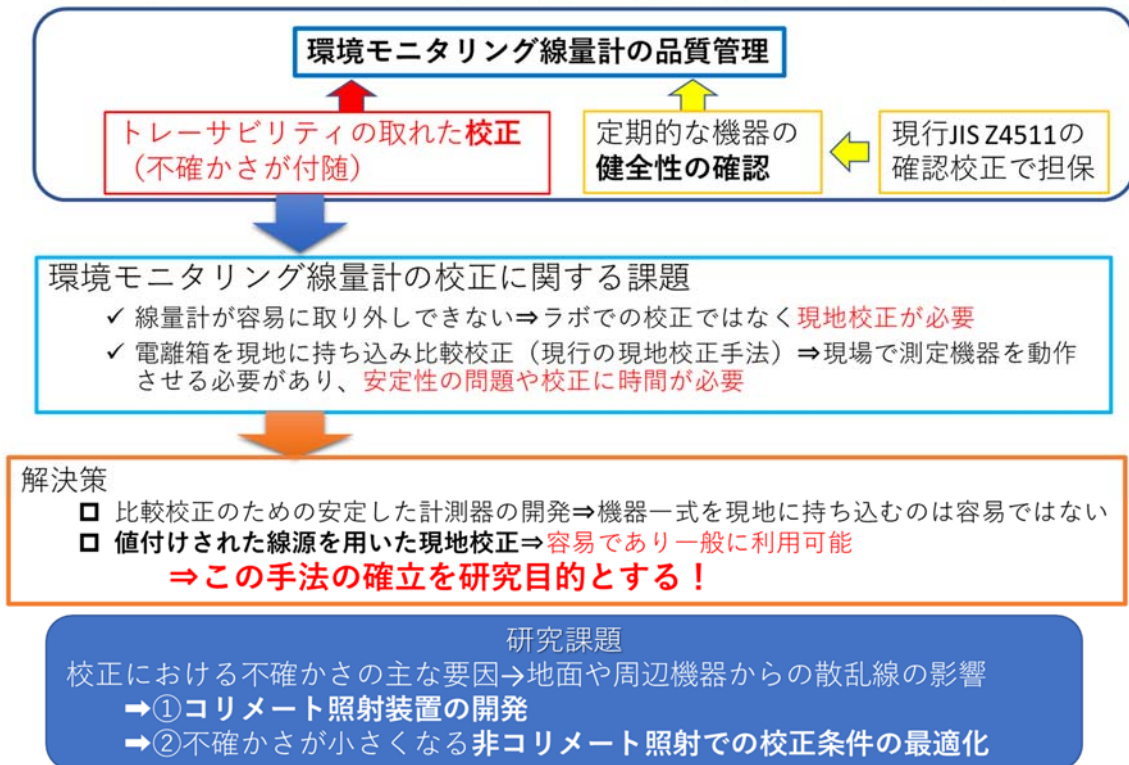 環境モニタリング線量計の品質管理
トレーサビリティの取れた校正
（不確かさが付随）
定期的な機器の
健全性の確認
現行JIS Z4511の
確認校正で担保
環境モニタリング線量計の校正に関する課題
✓ 線量計が容易に取り外しできない⇒ラボでの校正ではなく現地校正が必要
✓ 電離箱を現地に持ち込み比較校正（現行の現地校正手法）⇒現場で測定機器を動作
させる必要があり、安定性の問題や校正に時間が必要
解決策
□ 比較校正のための安定した計測器の開発⇒機器一式を現地に持ち込むのは容易ではない
□ 値付けされた線源を用いた現地校正⇒容易であり一般に利用可能
⇒この手法の確立を研究目的とする！
研究課題
校正における不確かさの主な要因→地面や周辺機器からの散乱線の影響
➡①コリメート照射装置の開発
➡②不確かさが小さくなる非コリメート照射での校正条件の最適化